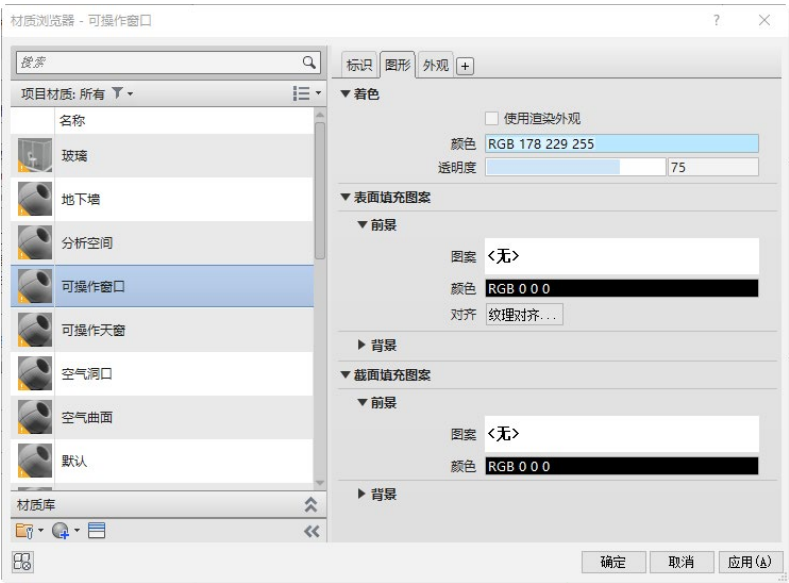 材质浏览器 - 可操作窗口
?
搜索
项目材质: 所有
名称
玻璃
地下墙
分析空间
可操作窗口
可操作天窗
空气洞口
空气曲面
默认
材质库
标识 图形 外观 +
着色
使用渲染外观
颜色 RGB 178 229 255
透明度 75
表面填充图案
前景
图案 <无>
颜色 RGB 0 0 0
对齐 纹理对齐...
背景
截面填充图案
前景
图案 <无>
颜色 RGB 0 0 0
背景
确定 取消 应用(A)